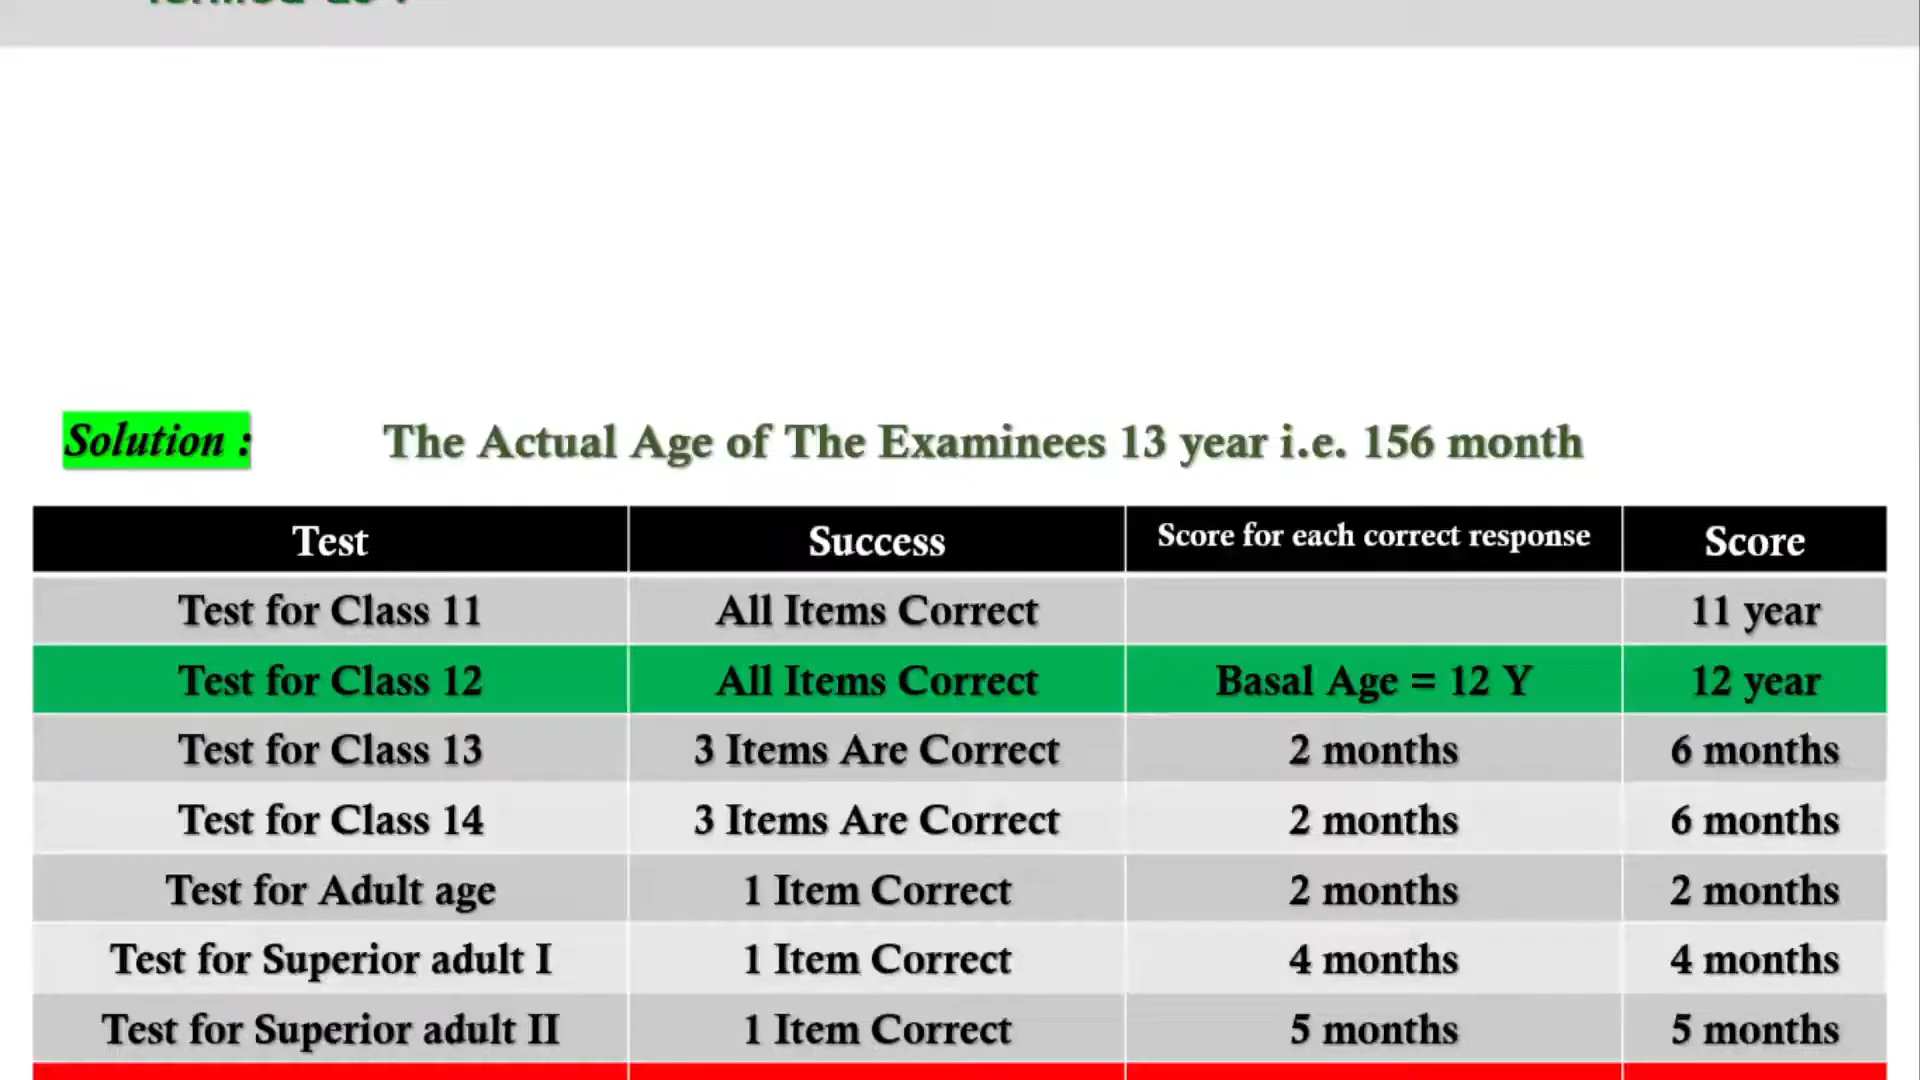 Solution :
The Actual Age of The Examinees 13 year i.e. 156 month
Test Success Score for each correct response Score
Test for Class 11 All Items Correct 11 year
Test for Class 12 All Items Correct Basal Age = 12 Y 12 year
Test for Class 13 3 Items Are Correct 2 months 6 months
Test for Class 14 3 Items Are Correct 2 months 6 months
Test for Adult age 1 Item Correct 2 months 2 months
Test for Superior adult I 1 Item Correct 4 months 4 months
Test for Superior adult II 1 Item Correct 5 months 5 months